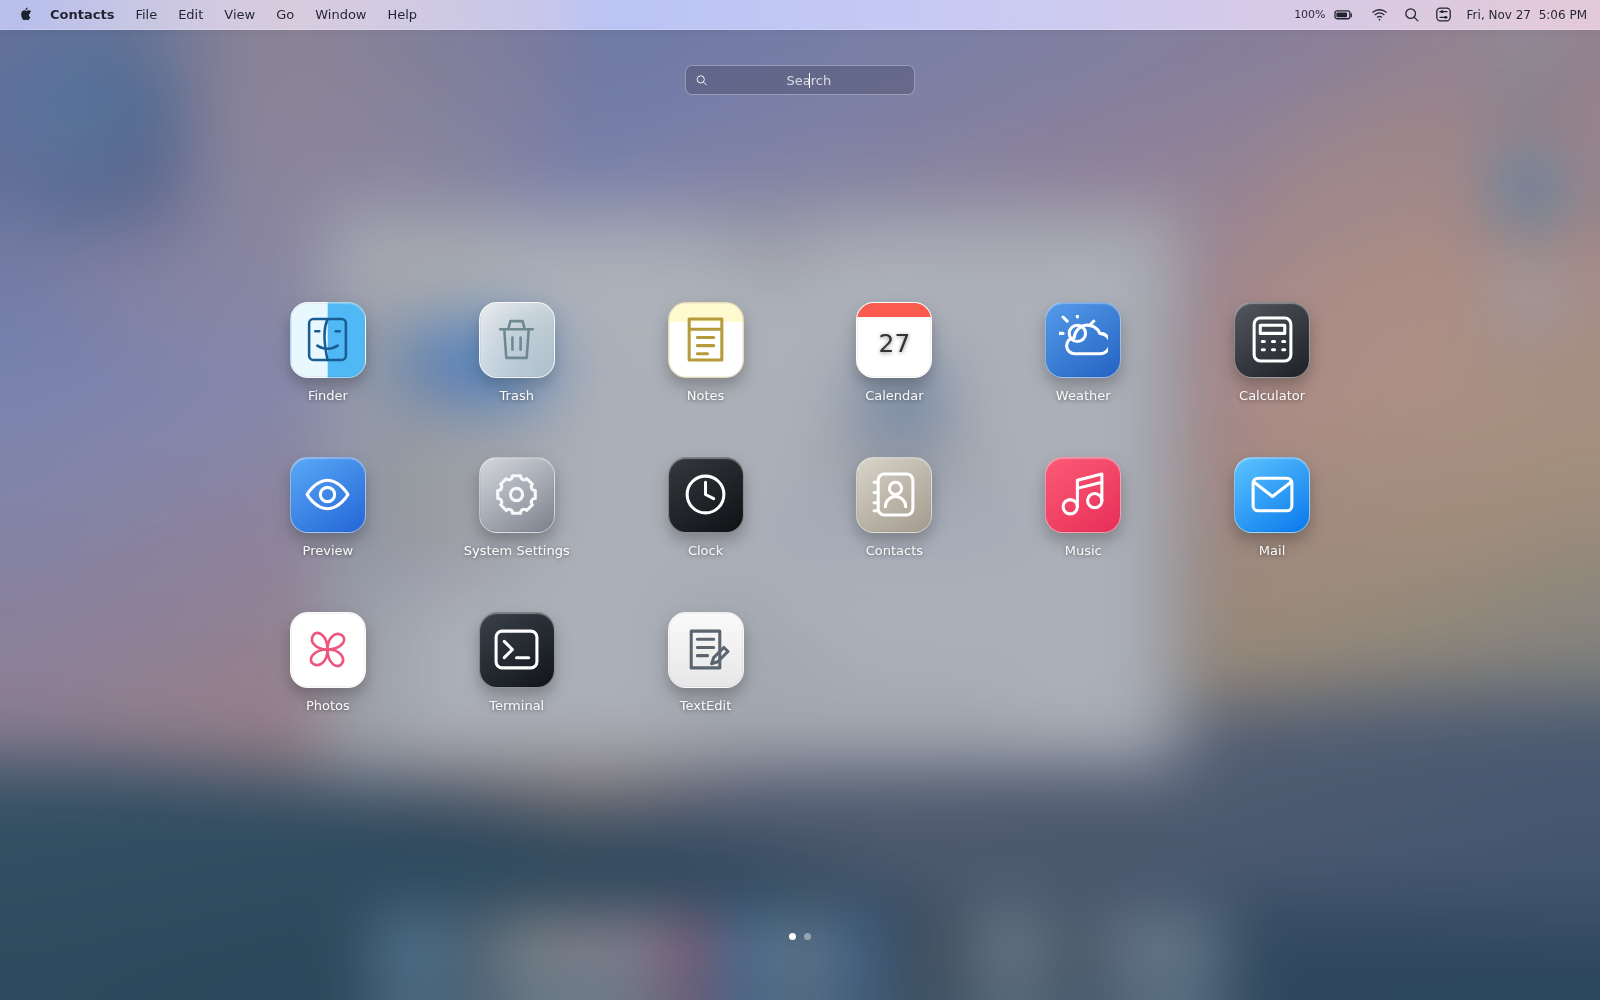 Contacts File Edit View Go Window Help 100% Fri, Nov 27 5:06 PM
Search
27
Finder Trash Notes Calendar Weather Calculator
Preview System Settings Clock Contacts Music Mail
Photos Terminal TextEdit